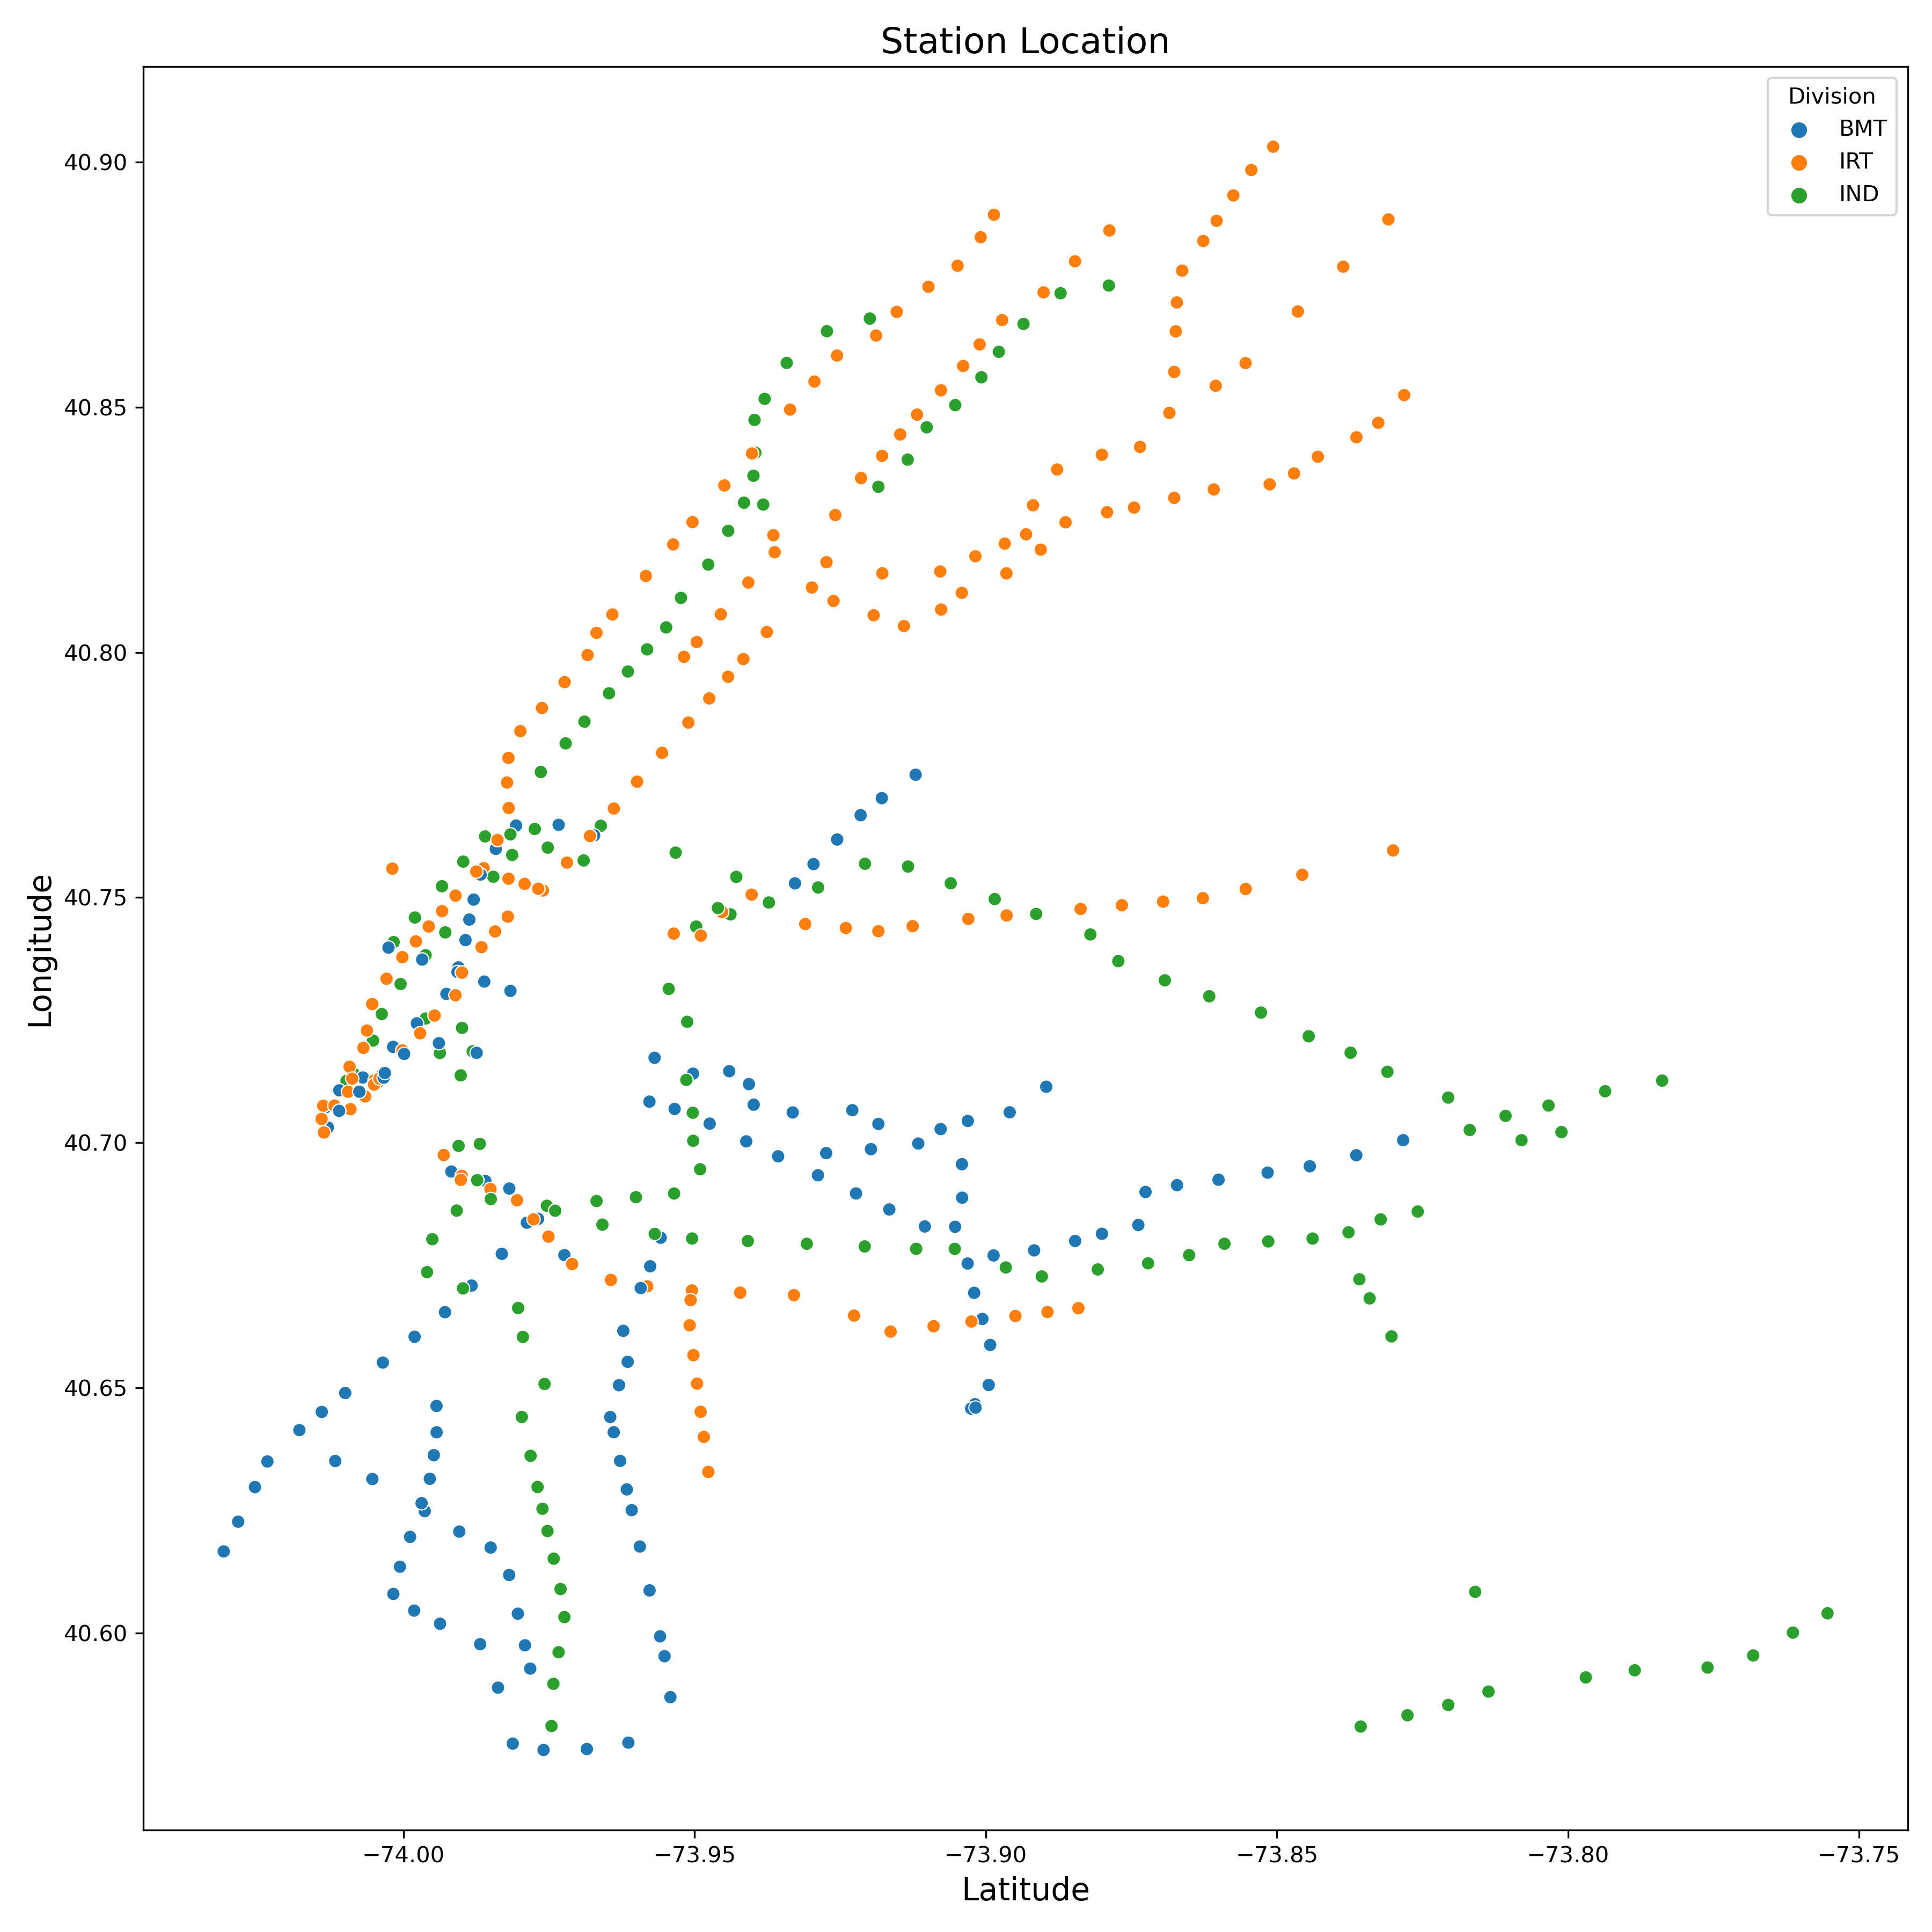 Station Location
Division
BMT
IRT
IND
40.90
40.85
40.80
40.75
40.70
40.65
40.60
Longitude
−74.00
−73.95
−73.90
−73.85
−73.80
−73.75
Latitude